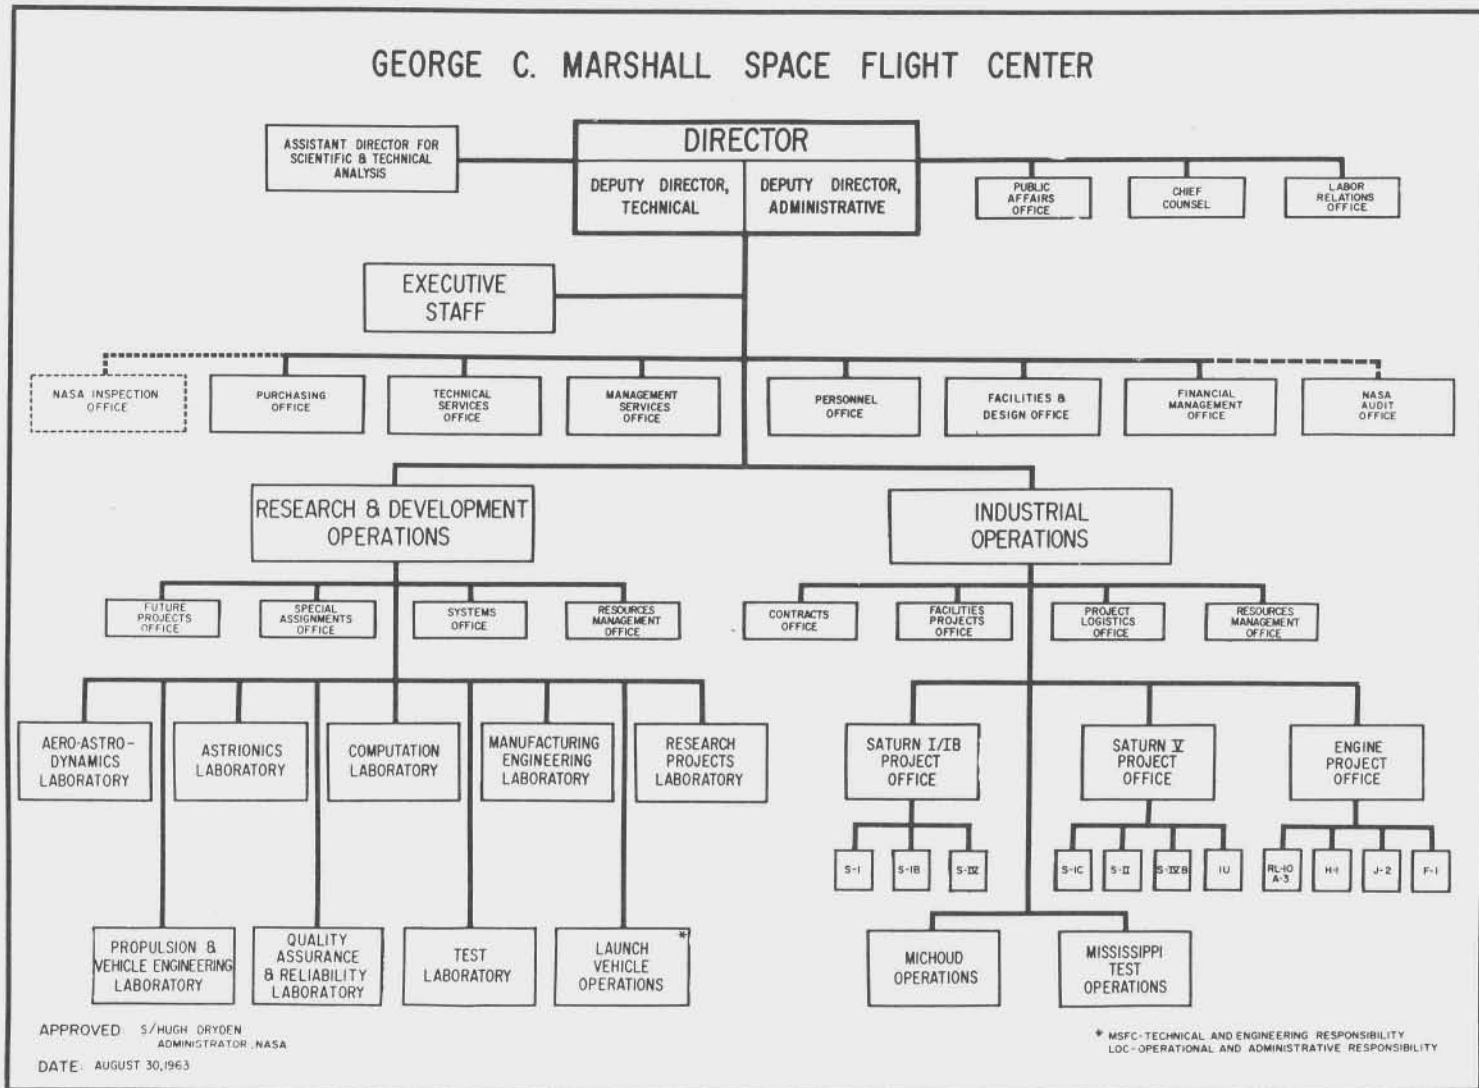 GEORGE C. MARSHALL SPACE FLIGHT CENTER
ASSISTANT DIRECTOR FOR
SCIENTIFIC & TECHNICAL
ANALYSIS
DIRECTOR
DEPUTY DIRECTOR,
TECHNICAL
DEPUTY DIRECTOR,
ADMINISTRATIVE
PUBLIC
AFFAIRS
OFFICE
CHIEF
COUNSEL
LABOR
RELATIONS
OFFICE
EXECUTIVE
STAFF
NASA INSPECTION
OFFICE
PURCHASING
OFFICE
TECHNICAL
SERVICES
OFFICE
MANAGEMENT
SERVICES
OFFICE
PERSONNEL
OFFICE
FACILITIES &
DESIGN OFFICE
FINANCIAL
MANAGEMENT
OFFICE
NASA
AUDIT
OFFICE
RESEARCH & DEVELOPMENT
OPERATIONS
INDUSTRIAL
OPERATIONS
FUTURE
PROJECTS
OFFICE
SPECIAL
ASSIGNMENTS
OFFICE
SYSTEMS
OFFICE
RESOURCES
MANAGEMENT
OFFICE
CONTRACTS
OFFICE
FACILITIES
PROJECTS
OFFICE
PROJECT
LOGISTICS
OFFICE
RESOURCES
MANAGEMENT
OFFICE
AERO-ASTRO-
DYNAMICS
LABORATORY
ASTRIONICS
LABORATORY
COMPUTATION
LABORATORY
MANUFACTURING
ENGINEERING
LABORATORY
RESEARCH
PROJECTS
LABORATORY
SATURN I/IB
PROJECT
OFFICE
SATURN V
PROJECT
OFFICE
ENGINE
PROJECT
OFFICE
S-I
S-IB
S-IV
S-IC
S-II
S-IVB
IU
RL-10
A-3
H-1
J-2
F-1
PROPULSION &
VEHICLE ENGINEERING
LABORATORY
QUALITY
ASSURANCE
& RELIABILITY
LABORATORY
TEST
LABORATORY
*
LAUNCH
VEHICLE
OPERATIONS
MICHOUD
OPERATIONS
MISSISSIPPI
TEST
OPERATIONS
APPROVED S/HUGH DRYDEN
ADMINISTRATOR, NASA
DATE: AUGUST 30, 1963
* MSFC-TECHNICAL AND ENGINEERING RESPONSIBILITY
LOC-OPERATIONAL AND ADMINISTRATIVE RESPONSIBILITY